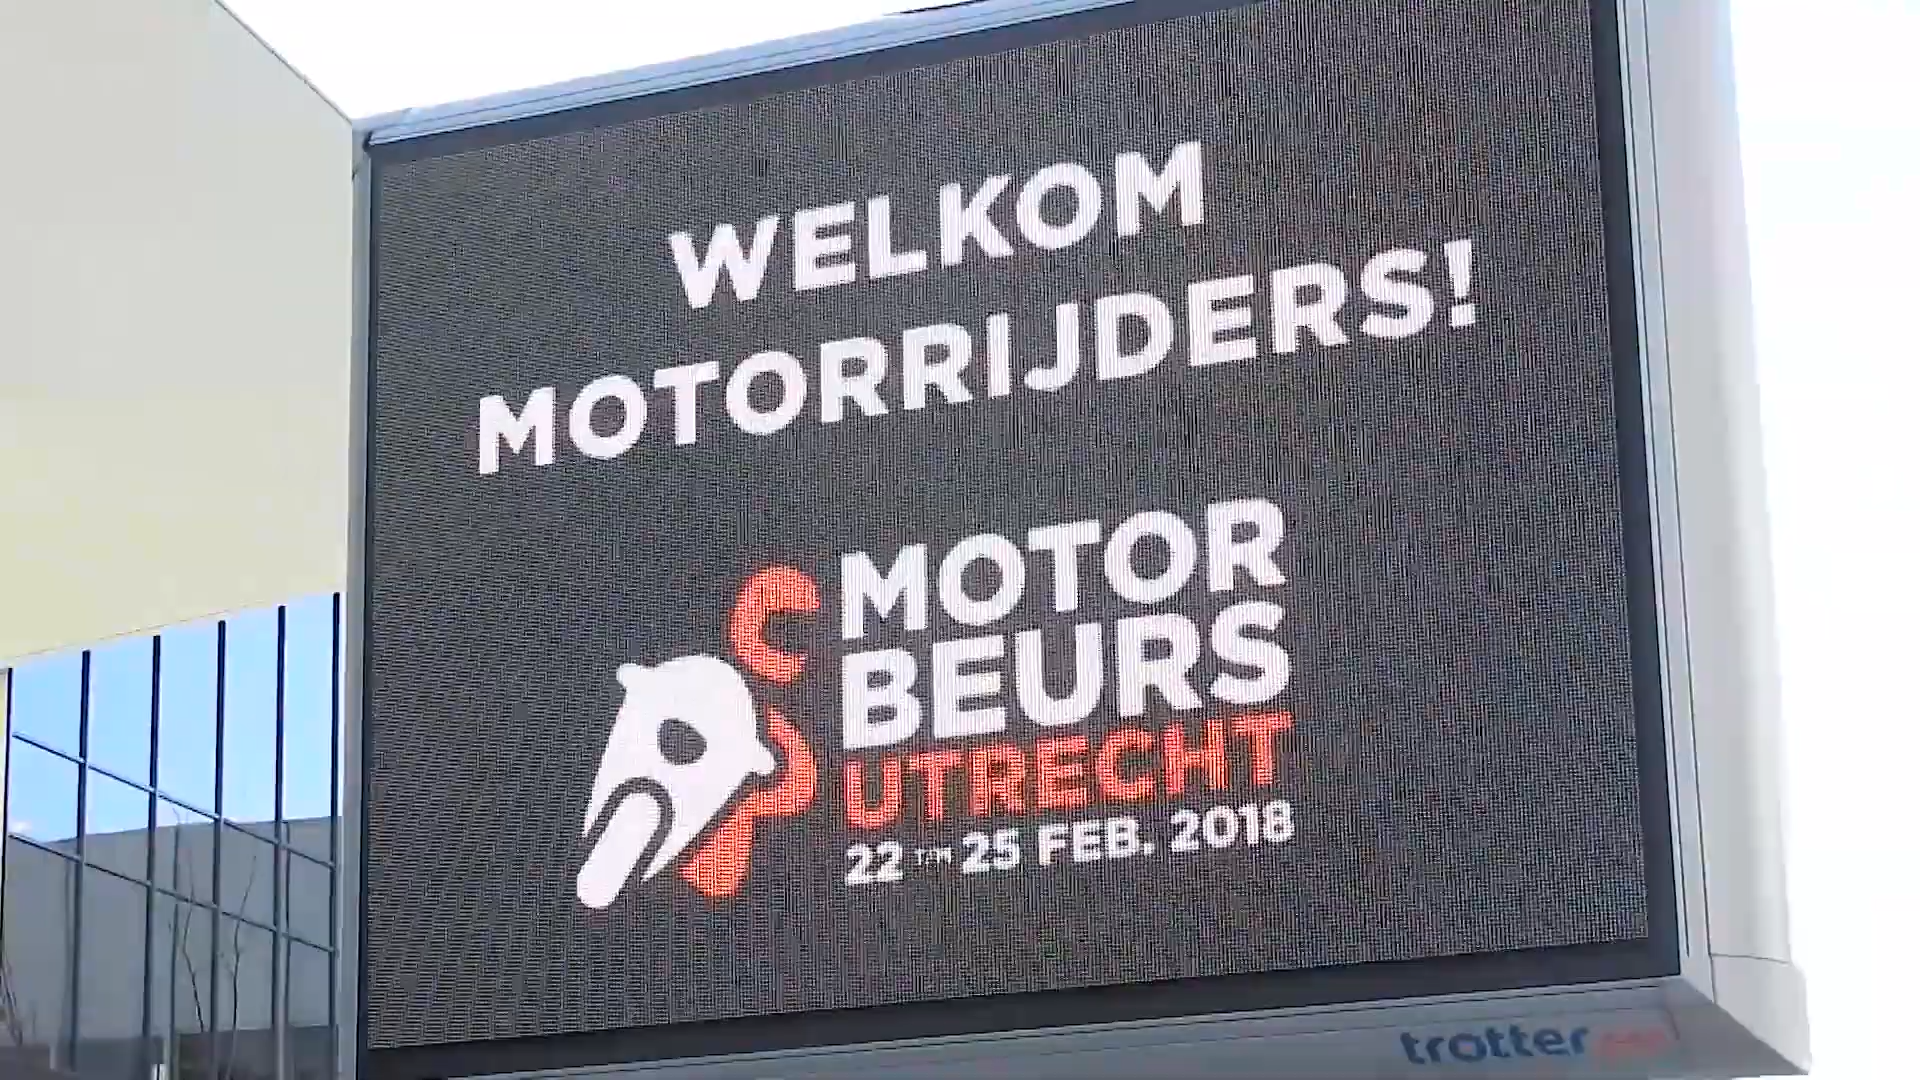 WELKOM
MOTORRIJDERS!
MOTOR
BEURS
UTRECHT
22 T/M 25 FEB. 2018
trotter